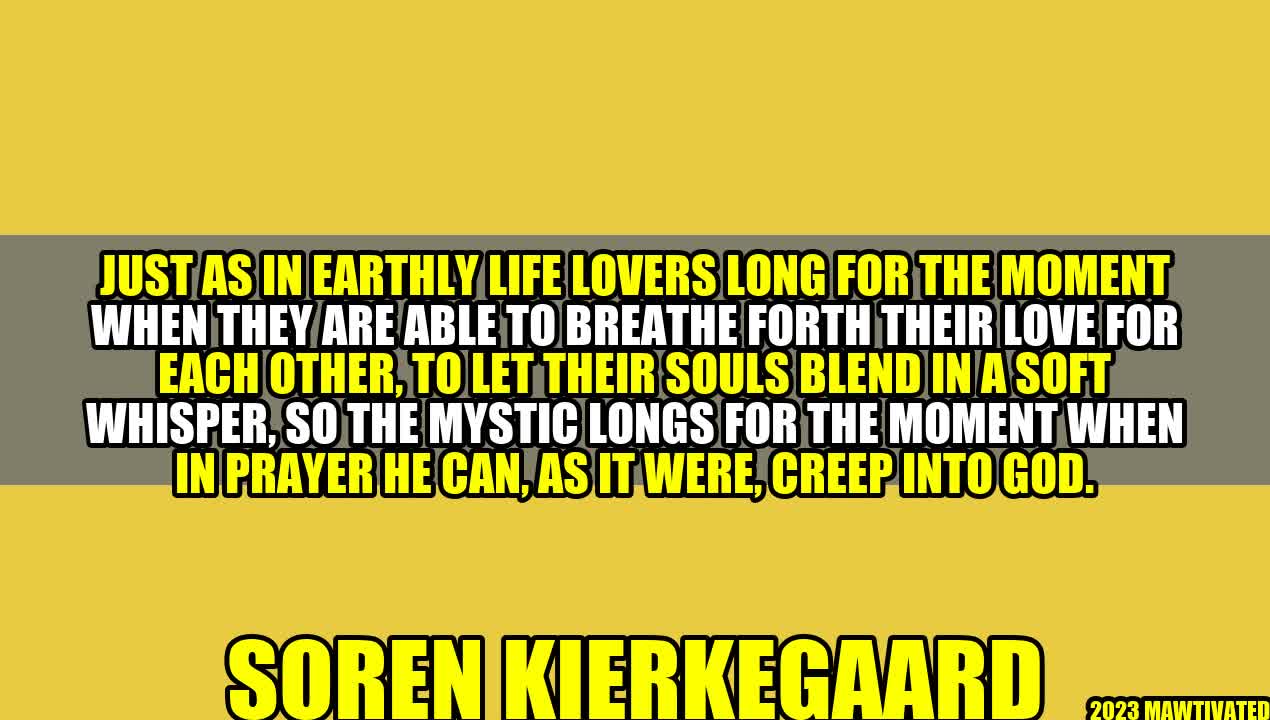 JUST AS IN EARTHLY LIFE LOVERS LONG FOR THE MOMENT
WHEN THEY ARE ABLE TO BREATHE FORTH THEIR LOVE FOR
EACH OTHER, TO LET THEIR SOULS BLEND IN A SOFT
WHISPER, SO THE MYSTIC LONGS FOR THE MOMENT WHEN
IN PRAYER HE CAN, AS IT WERE, CREEP INTO GOD.
SOREN KIERKEGAARD
2023 MAWTIVATED